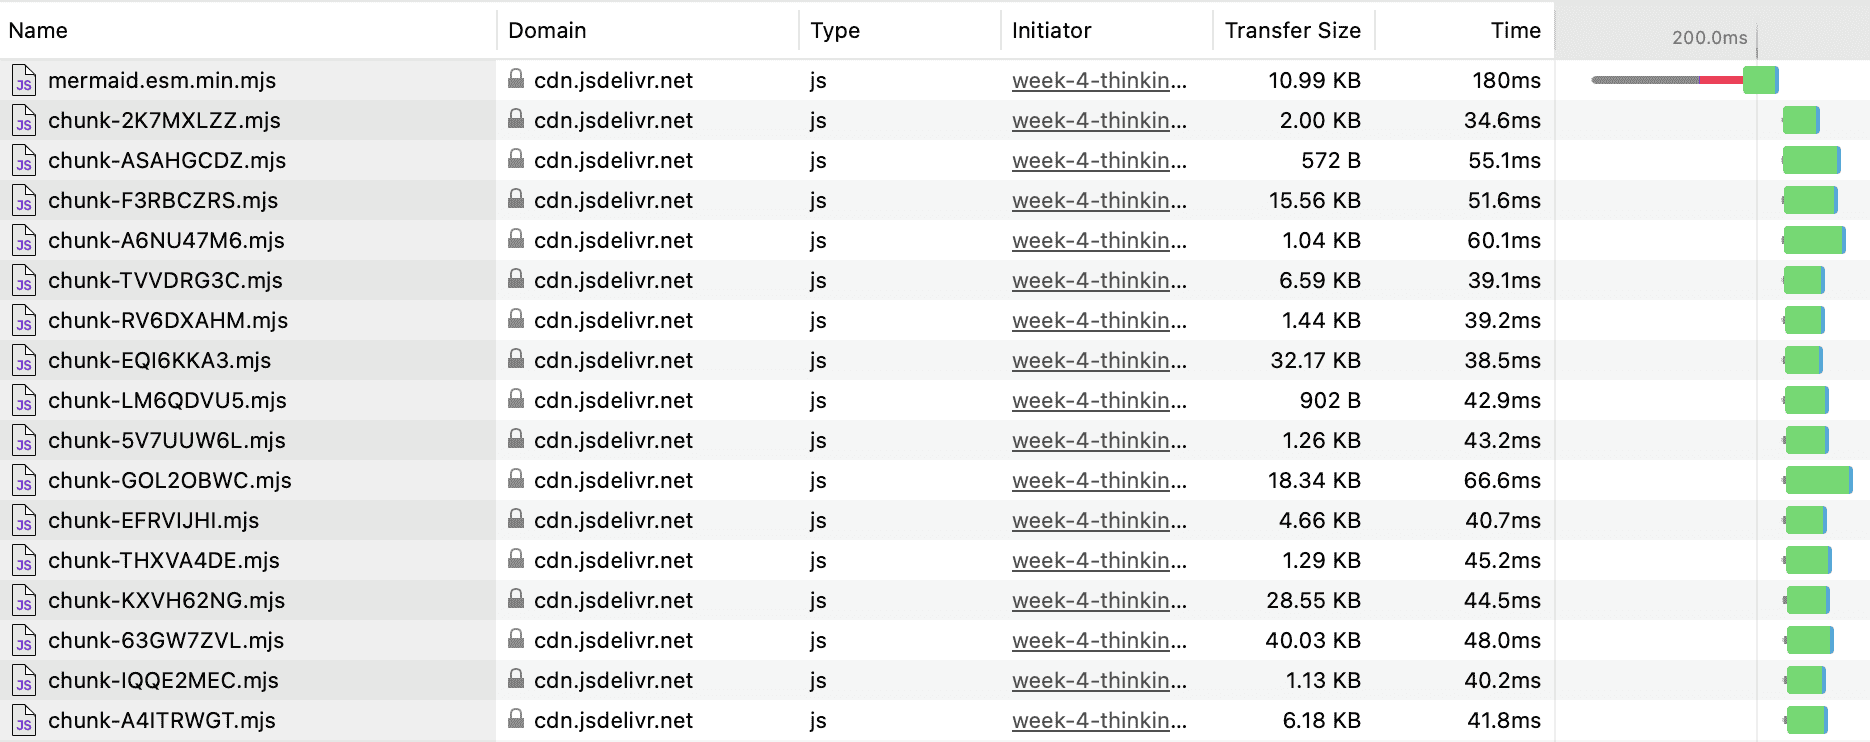 Name Domain Type Initiator Transfer Size Time 200.0ms
JS mermaid.esm.min.mjs cdn.jsdelivr.net js week-4-thinkin... 10.99 KB 180ms
JS chunk-2K7MXLZZ.mjs cdn.jsdelivr.net js week-4-thinkin... 2.00 KB 34.6ms
JS chunk-ASAHGCDZ.mjs cdn.jsdelivr.net js week-4-thinkin... 572 B 55.1ms
JS chunk-F3RBCZRS.mjs cdn.jsdelivr.net js week-4-thinkin... 15.56 KB 51.6ms
JS chunk-A6NU47M6.mjs cdn.jsdelivr.net js week-4-thinkin... 1.04 KB 60.1ms
JS chunk-TVVDRG3C.mjs cdn.jsdelivr.net js week-4-thinkin... 6.59 KB 39.1ms
JS chunk-RV6DXAHM.mjs cdn.jsdelivr.net js week-4-thinkin... 1.44 KB 39.2ms
JS chunk-EQI6KKA3.mjs cdn.jsdelivr.net js week-4-thinkin... 32.17 KB 38.5ms
JS chunk-LM6QDVU5.mjs cdn.jsdelivr.net js week-4-thinkin... 902 B 42.9ms
JS chunk-5V7UUW6L.mjs cdn.jsdelivr.net js week-4-thinkin... 1.26 KB 43.2ms
JS chunk-GOL2OBWC.mjs cdn.jsdelivr.net js week-4-thinkin... 18.34 KB 66.6ms
JS chunk-EFRVIJHI.mjs cdn.jsdelivr.net js week-4-thinkin... 4.66 KB 40.7ms
JS chunk-THXVA4DE.mjs cdn.jsdelivr.net js week-4-thinkin... 1.29 KB 45.2ms
JS chunk-KXVH62NG.mjs cdn.jsdelivr.net js week-4-thinkin... 28.55 KB 44.5ms
JS chunk-63GW7ZVL.mjs cdn.jsdelivr.net js week-4-thinkin... 40.03 KB 48.0ms
JS chunk-IQQE2MEC.mjs cdn.jsdelivr.net js week-4-thinkin... 1.13 KB 40.2ms
JS chunk-A4ITRWGT.mjs cdn.jsdelivr.net js week-4-thinkin... 6.18 KB 41.8ms